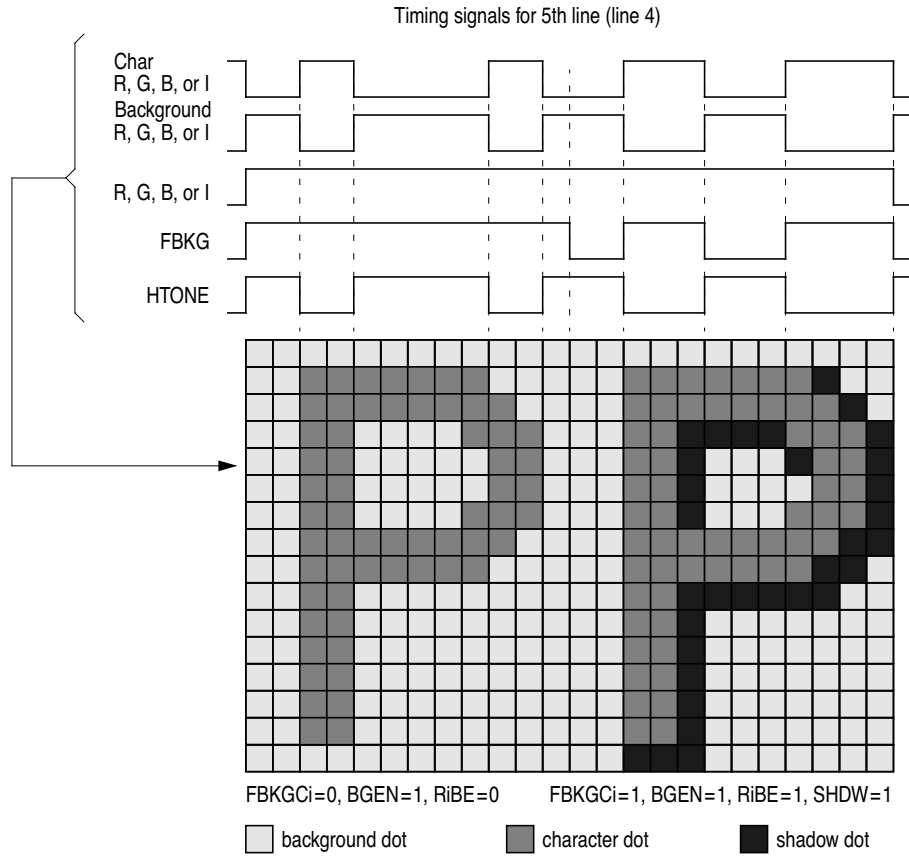 Timing signals for 5th line (line 4)
Char
R, G, B, or I
Background
R, G, B, or I
R, G, B, or I
FBKG
HTONE
FBKGCi=0, BGEN=1, RiBE=0
FBKGCi=1, BGEN=1, RiBE=1, SHDW=1
background dot
character dot
shadow dot